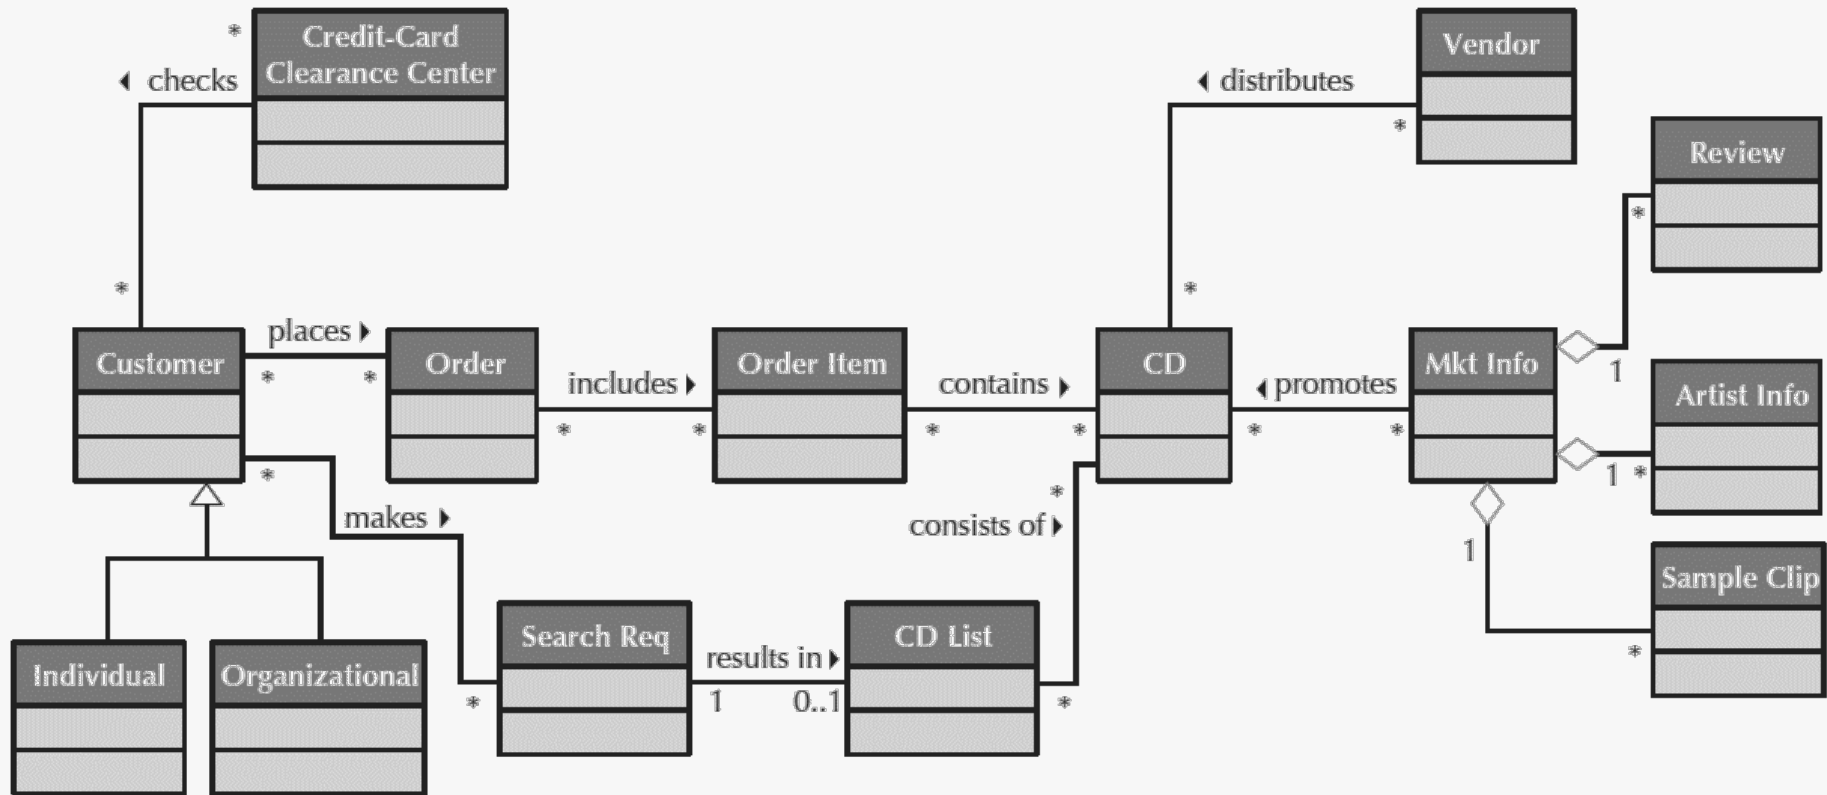 *
Credit-Card
Clearance Center
checks
*
Vendor
distributes
*
*
Review
*
1
Customer
places
*
*
Order
includes
*
*
Order Item
contains
*
*
CD
promotes
*
*
Mkt Info
Artist Info
1
*
*
makes
*
consists of
1
Sample Clip
*
Individual
Organizational
Search Req
results in
1
0..1
CD List
*